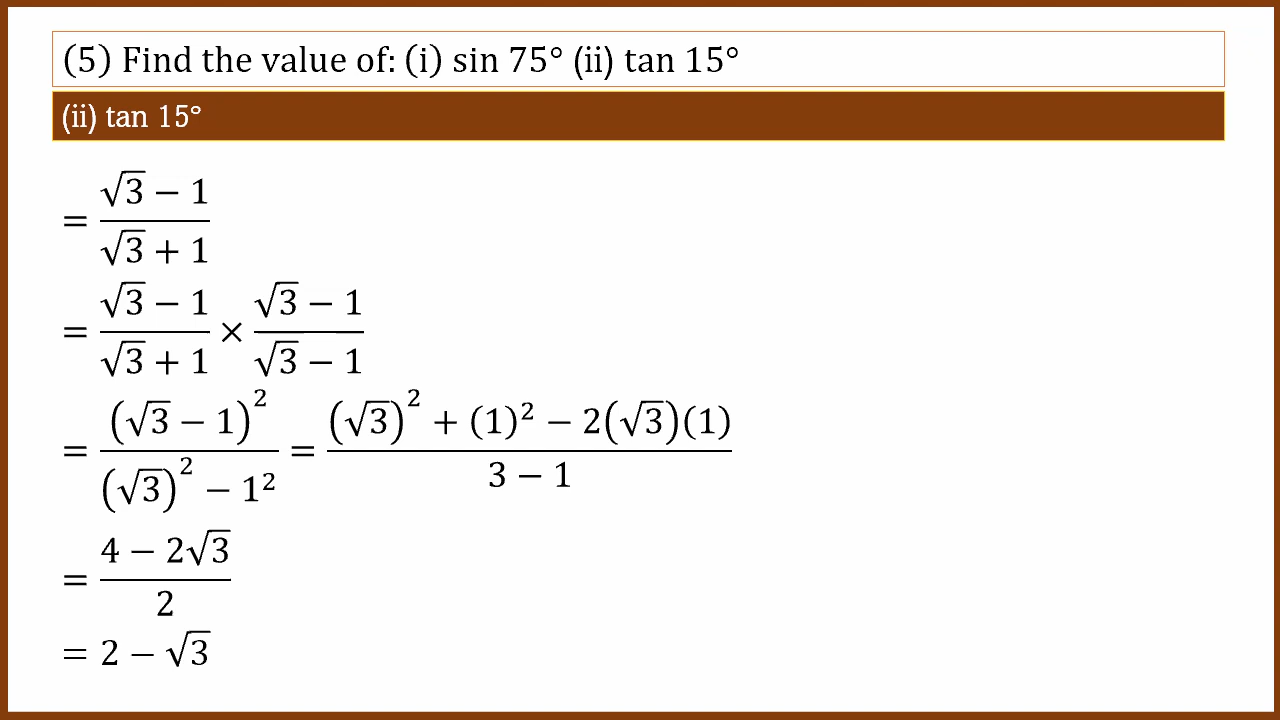 (5) Find the value of: (i) sin 75° (ii) tan 15°
(ii) tan 15°
= (√3 − 1)/(√3 + 1)
= (√3 − 1)/(√3 + 1) × (√3 − 1)/(√3 − 1)
= (√3 − 1)²/((√3)² − 1²) = ((√3)² + (1)² − 2(√3)(1))/(3 − 1)
= (4 − 2√3)/2
= 2 − √3